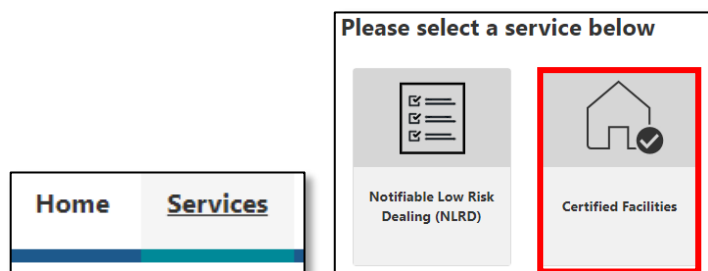 Home Services
Please select a service below
Notifiable Low Risk
Dealing (NLRD)
Certified Facilities